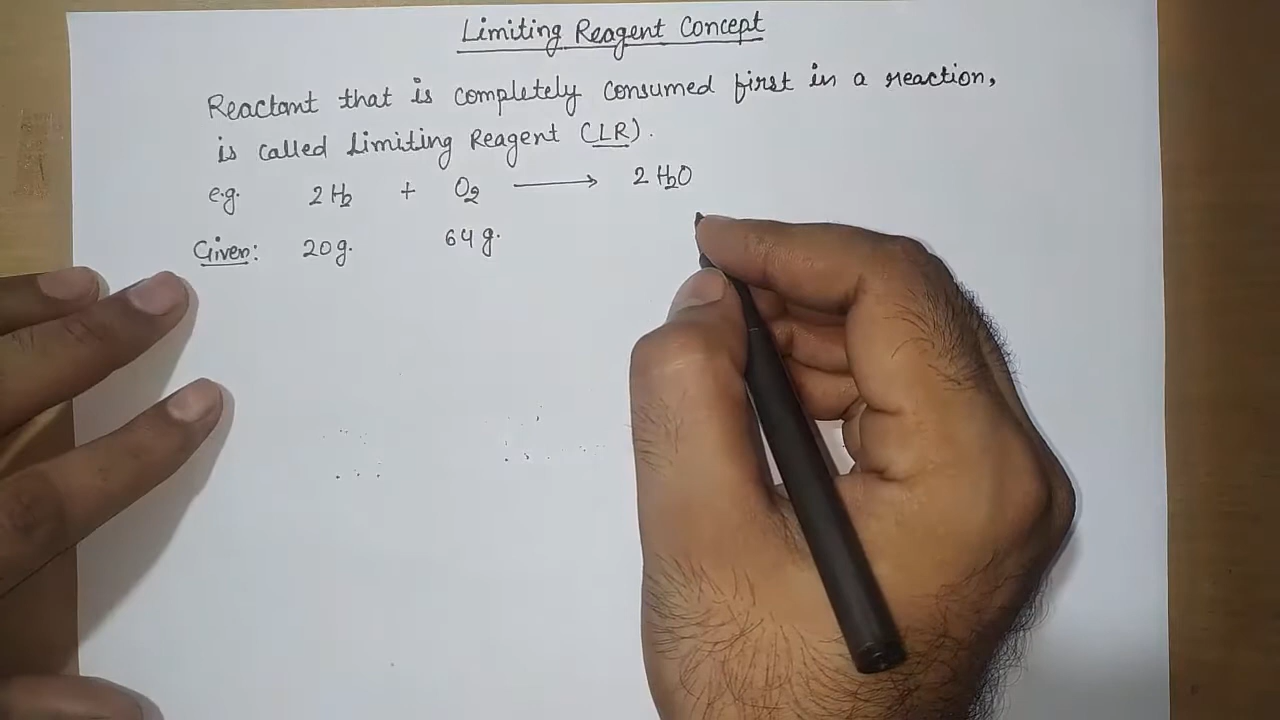 Limiting Reagent Concept
Reactant that is completely consumed first in a reaction,
is called Limiting Reagent (LR).
e.g. 2H₂ + O₂ ⟶ 2H₂O
Given: 20g. 64g.